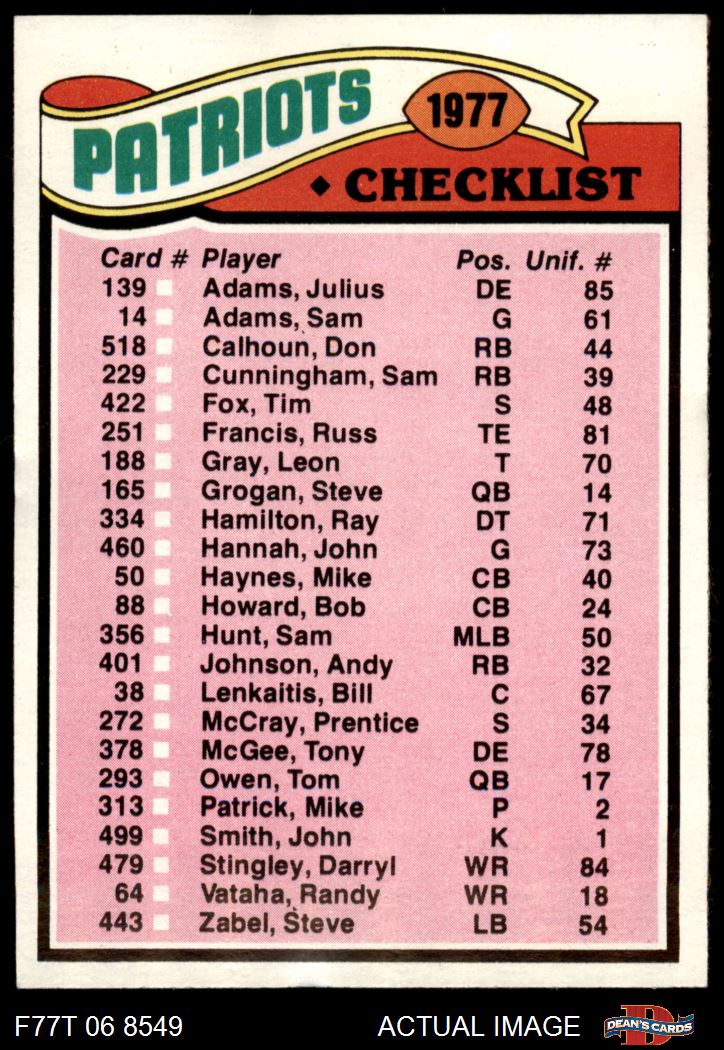 PATRIOTS
1977
◆ CHECKLIST
Card # Player Pos. Unif. #
139 Adams, Julius DE 85
14 Adams, Sam G 61
518 Calhoun, Don RB 44
229 Cunningham, Sam RB 39
422 Fox, Tim S 48
251 Francis, Russ TE 81
188 Gray, Leon T 70
165 Grogan, Steve QB 14
334 Hamilton, Ray DT 71
460 Hannah, John G 73
50 Haynes, Mike CB 40
88 Howard, Bob CB 24
356 Hunt, Sam MLB 50
401 Johnson, Andy RB 32
38 Lenkaitis, Bill C 67
272 McCray, Prentice S 34
378 McGee, Tony DE 78
293 Owen, Tom QB 17
313 Patrick, Mike P 2
499 Smith, John K 1
479 Stingley, Darryl WR 84
64 Vataha, Randy WR 18
443 Zabel, Steve LB 54
F77T 06 8549 ACTUAL IMAGE D DEAN'S CARDS